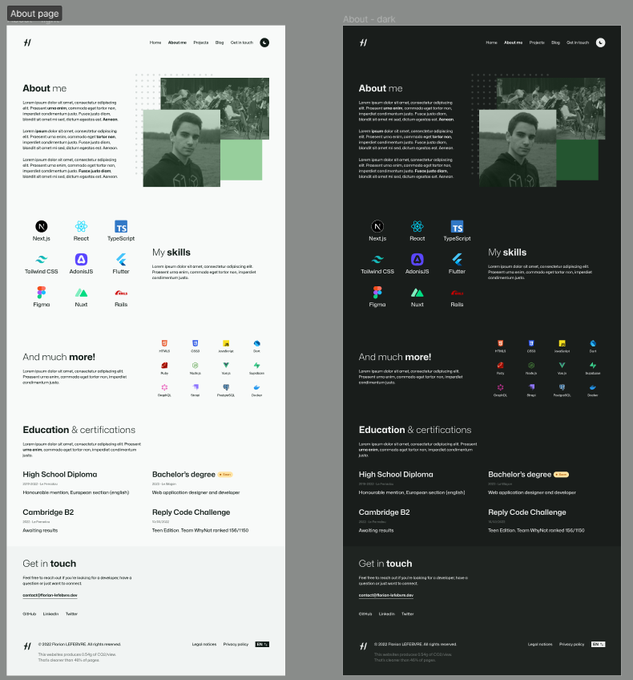 About page
Home About me Projects Blog Get in touch
About me
Lorem ipsum dolor sit amet, consectetur adipiscing
elit. Praesent urna enim, commodo eget tortor non,
imperdiet condimentum justo. Fusce justo diam,
blandit sit amet mi sed, dictum egestas est. Aenean.
Lorem ipsum dolor sit amet, consectetur adipiscing
elit. Praesent urna enim, commodo eget tortor non,
imperdiet condimentum justo. Fusce justo diam,
blandit sit amet mi sed, dictum egestas est. Aenean.
Lorem ipsum dolor sit amet, consectetur adipiscing
elit. Praesent urna enim, commodo eget tortor non,
imperdiet condimentum justo. Fusce justo diam,
blandit sit amet mi sed, dictum egestas est. Aenean.
Next.js React TypeScript
Tailwind CSS AdonisJS Flutter
Figma Nuxt Rails
My skills
Lorem ipsum dolor sit amet, consectetur adipiscing elit. Praesent
urna enim, commodo eget tortor non, imperdiet condimentum justo.
And much more!
Lorem ipsum dolor sit amet, consectetur adipiscing
elit. Praesent urna enim, commodo eget tortor non, imperdiet
condimentum justo.
HTML5 CSS3 JavaScript Dart
Ruby Node.js Vue.js Supabase
GraphQL PostgreSQL Docker
Education & certifications
Lorem ipsum dolor sit amet, consectetur adipiscing elit. Praesent
urna enim, commodo eget tortor non, imperdiet condimentum
justo.
High School Diploma
Honourable mention, European section (english)
Bachelor's degree
Web application designer and developer
Cambridge B2
Awaiting results
Reply Code Challenge
Teen Edition. Team WhyNot ranked 156/1150
Get in touch
Feel free to reach out if you're looking for a developer, have a
question or just want to connect.
contact@florian-lefebvre.dev
GitHub LinkedIn Twitter
© 2022 Florian LEFEBVRE. All rights reserved.
Legal notices Privacy policy EN
This website produces 0.54g of CO2/view.
That's cleaner than 46% of pages.
About - dark
Home About me Projects Blog Get in touch
About me
Lorem ipsum dolor sit amet, consectetur adipiscing
elit. Praesent urna enim, commodo eget tortor non,
imperdiet condimentum justo. Fusce justo diam,
blandit sit amet mi sed, dictum egestas est. Aenean.
Lorem ipsum dolor sit amet, consectetur adipiscing
elit. Praesent urna enim, commodo eget tortor non,
imperdiet condimentum justo. Fusce justo diam,
blandit sit amet mi sed, dictum egestas est. Aenean.
Lorem ipsum dolor sit amet, consectetur adipiscing
elit. Praesent urna enim, commodo eget tortor non,
imperdiet condimentum justo. Fusce justo diam,
blandit sit amet mi sed, dictum egestas est. Aenean.
Next.js React TypeScript
Tailwind CSS AdonisJS Flutter
Figma Nuxt Rails
My skills
Lorem ipsum dolor sit amet, consectetur adipiscing elit. Praesent
urna enim, commodo eget tortor non, imperdiet condimentum justo.
And much more!
Lorem ipsum dolor sit amet, consectetur adipiscing
elit. Praesent urna enim, commodo eget tortor non, imperdiet
condimentum justo.
HTML5 CSS3 JavaScript Dart
Ruby Node.js Vue.js Supabase
GraphQL PostgreSQL Docker
Education & certifications
Lorem ipsum dolor sit amet, consectetur adipiscing elit. Praesent
urna enim, commodo eget tortor non, imperdiet condimentum
justo.
High School Diploma
Honourable mention, European section (english)
Bachelor's degree
Web application designer and developer
Cambridge B2
Awaiting results
Reply Code Challenge
Teen Edition. Team WhyNot ranked 156/1150
Get in touch
Feel free to reach out if you're looking for a developer, have a
question or just want to connect.
contact@florian-lefebvre.dev
GitHub LinkedIn Twitter
© 2022 Florian LEFEBVRE. All rights reserved.
Legal notices Privacy policy EN
This website produces 0.54g of CO2/view.
That's cleaner than 46% of pages.